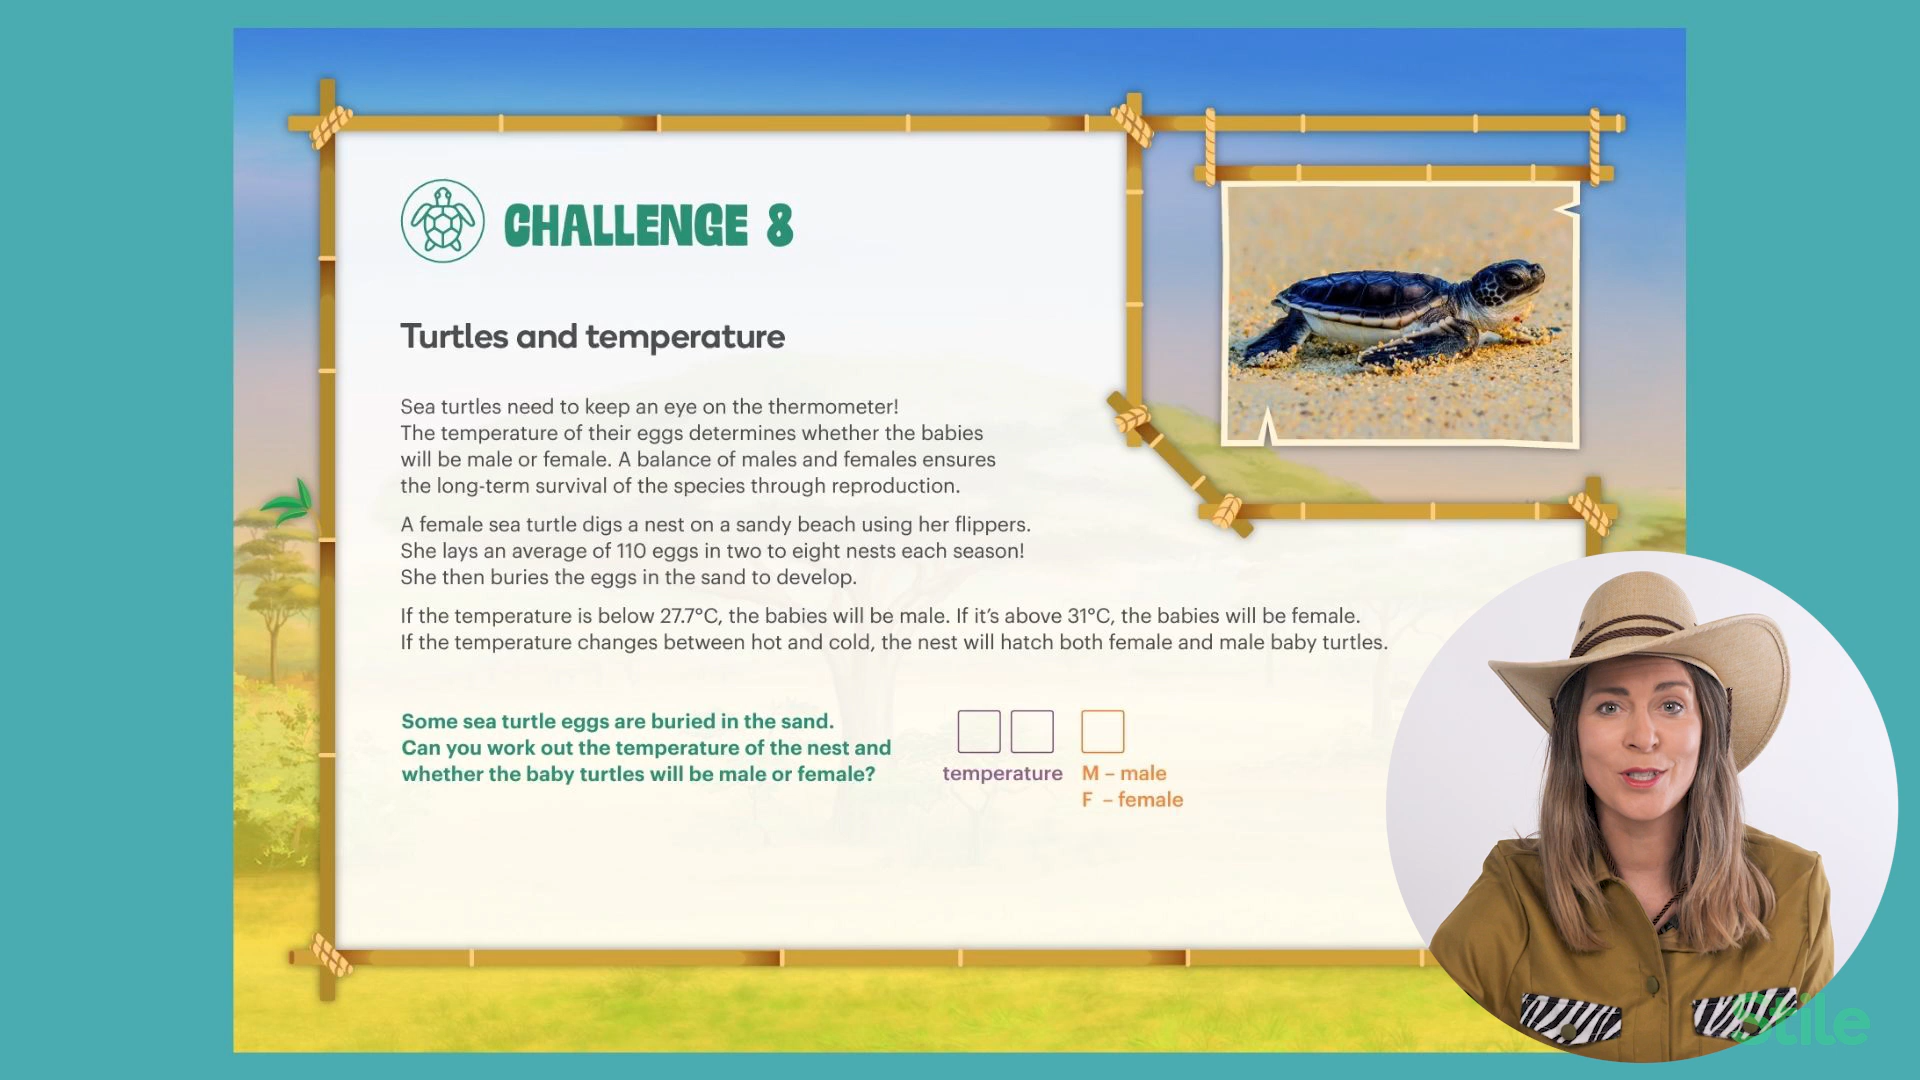 CHALLENGE 8
Turtles and temperature
Sea turtles need to keep an eye on the thermometer!
The temperature of their eggs determines whether the babies
will be male or female. A balance of males and females ensures
the long-term survival of the species through reproduction.
A female sea turtle digs a nest on a sandy beach using her flippers.
She lays an average of 110 eggs in two to eight nests each season!
She then buries the eggs in the sand to develop.
If the temperature is below 27.7°C, the babies will be male. If it's above 31°C, the babies will be female.
If the temperature changes between hot and cold, the nest will hatch both female and male baby turtles.
Some sea turtle eggs are buried in the sand.
Can you work out the temperature of the nest and
whether the baby turtles will be male or female?
temperature
M – male
F – female
Stile